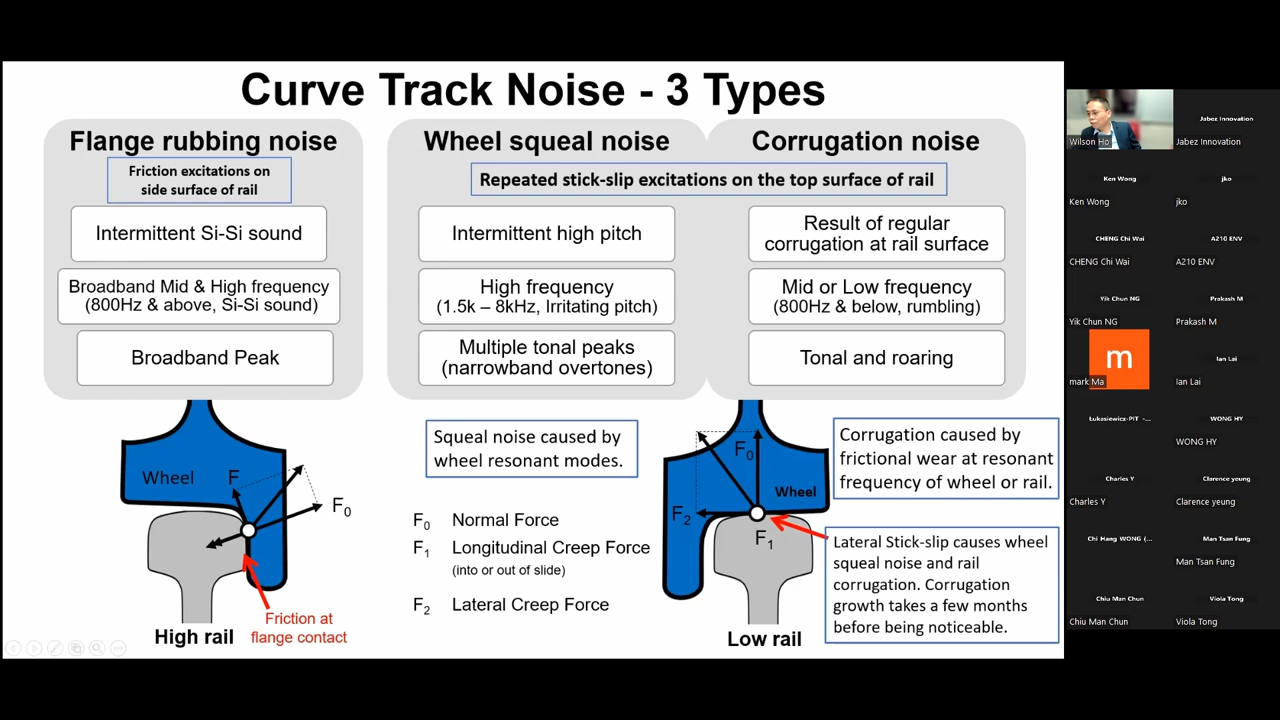 Curve Track Noise - 3 Types
Flange rubbing noise
Friction excitations on
side surface of rail
Intermittent Si-Si sound
Broadband Mid & High frequency
(800Hz & above, Si-Si sound)
Broadband Peak
Wheel squeal noise
Corrugation noise
Repeated stick-slip excitations on the top surface of rail
Intermittent high pitch
High frequency
(1.5k – 8kHz, Irritating pitch)
Multiple tonal peaks
(narrowband overtones)
Result of regular
corrugation at rail surface
Mid or Low frequency
(800Hz & below, rumbling)
Tonal and roaring
Wheel
F
F0
High rail
Friction at
flange contact
Squeal noise caused by
wheel resonant modes.
F0 Normal Force
F1 Longitudinal Creep Force
(into or out of slide)
F2 Lateral Creep Force
F0
Wheel
F2
F1
Low rail
Corrugation caused by
frictional wear at resonant
frequency of wheel or rail.
Lateral Stick-slip causes wheel
squeal noise and rail
corrugation. Corrugation
growth takes a few months
before being noticeable.
Wilson Ho
Jabez Innovation
Jabez Innovation
Ken Wong
Ken Wong
jko
jko
CHENG Chi Wai
CHENG Chi Wai
A210 ENV
A210 ENV
Yik Chun NG
Yik Chun NG
Prakash M
Prakash M
m
mark Ma
Ian Lai
Ian Lai
Łukasiewicz-PIT -...
WONG HY
WONG HY
Charles Y
Charles Y
Clarence yeung
Clarence yeung
Chi Hang WONG (...
Man Tsan Fung
Man Tsan Fung
Chiu Man Chun
Chiu Man Chun
Viola Tong
Viola Tong